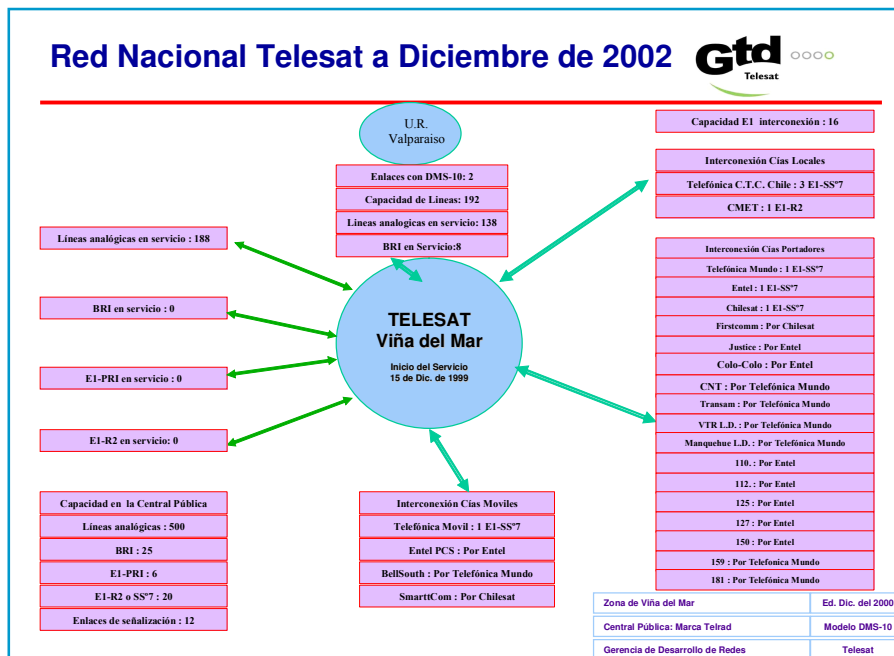 Red Nacional Telesat a Diciembre de 2002
Gtd
Telesat
U.R.
Valparaiso
Enlaces con DMS-10: 2
Capacidad de Lineas: 192
Lineas analogicas en servicio: 138
BRI en Servicio:8
Capacidad E1 interconexión : 16
Interconexión Cías Locales
Telefónica C.T.C. Chile : 3 E1-SSº7
CMET : 1 E1-R2
Líneas analógicas en servicio : 188
BRI en servicio : 0
E1-PRI en servicio : 0
E1-R2 en servicio: 0
TELESAT
Viña del Mar
Inicio del Servicio
15 de Dic. de 1999
Interconexión Cías Portadores
Telefónica Mundo : 1 E1-SSº7
Entel : 1 E1-SSº7
Chilesat : 1 E1-SSº7
Firstcomm : Por Chilesat
Justice : Por Entel
Colo-Colo : Por Entel
CNT : Por Telefónica Mundo
Transam : Por Telefónica Mundo
VTR L.D. : Por Telefónica Mundo
Manquehue L.D. : Por Telefónica Mundo
110. : Por Entel
112. : Por Entel
125 : Por Entel
127 : Por Entel
150 : Por Entel
159 : Por Telefonica Mundo
181 : Por Telefónica Mundo
Capacidad en la Central Pública
Líneas analógicas : 500
BRI : 25
E1-PRI : 6
E1-R2 o SSº7 : 20
Enlaces de señalización : 12
Interconexión Cías Moviles
Telefónica Movil : 1 E1-SSº7
Entel PCS : Por Entel
BellSouth : Por Telefónica Mundo
SmarttCom : Por Chilesat
Zona de Viña del Mar Ed. Dic. del 2000
Central Pública: Marca Telrad Modelo DMS-10
Gerencia de Desarrollo de Redes Telesat